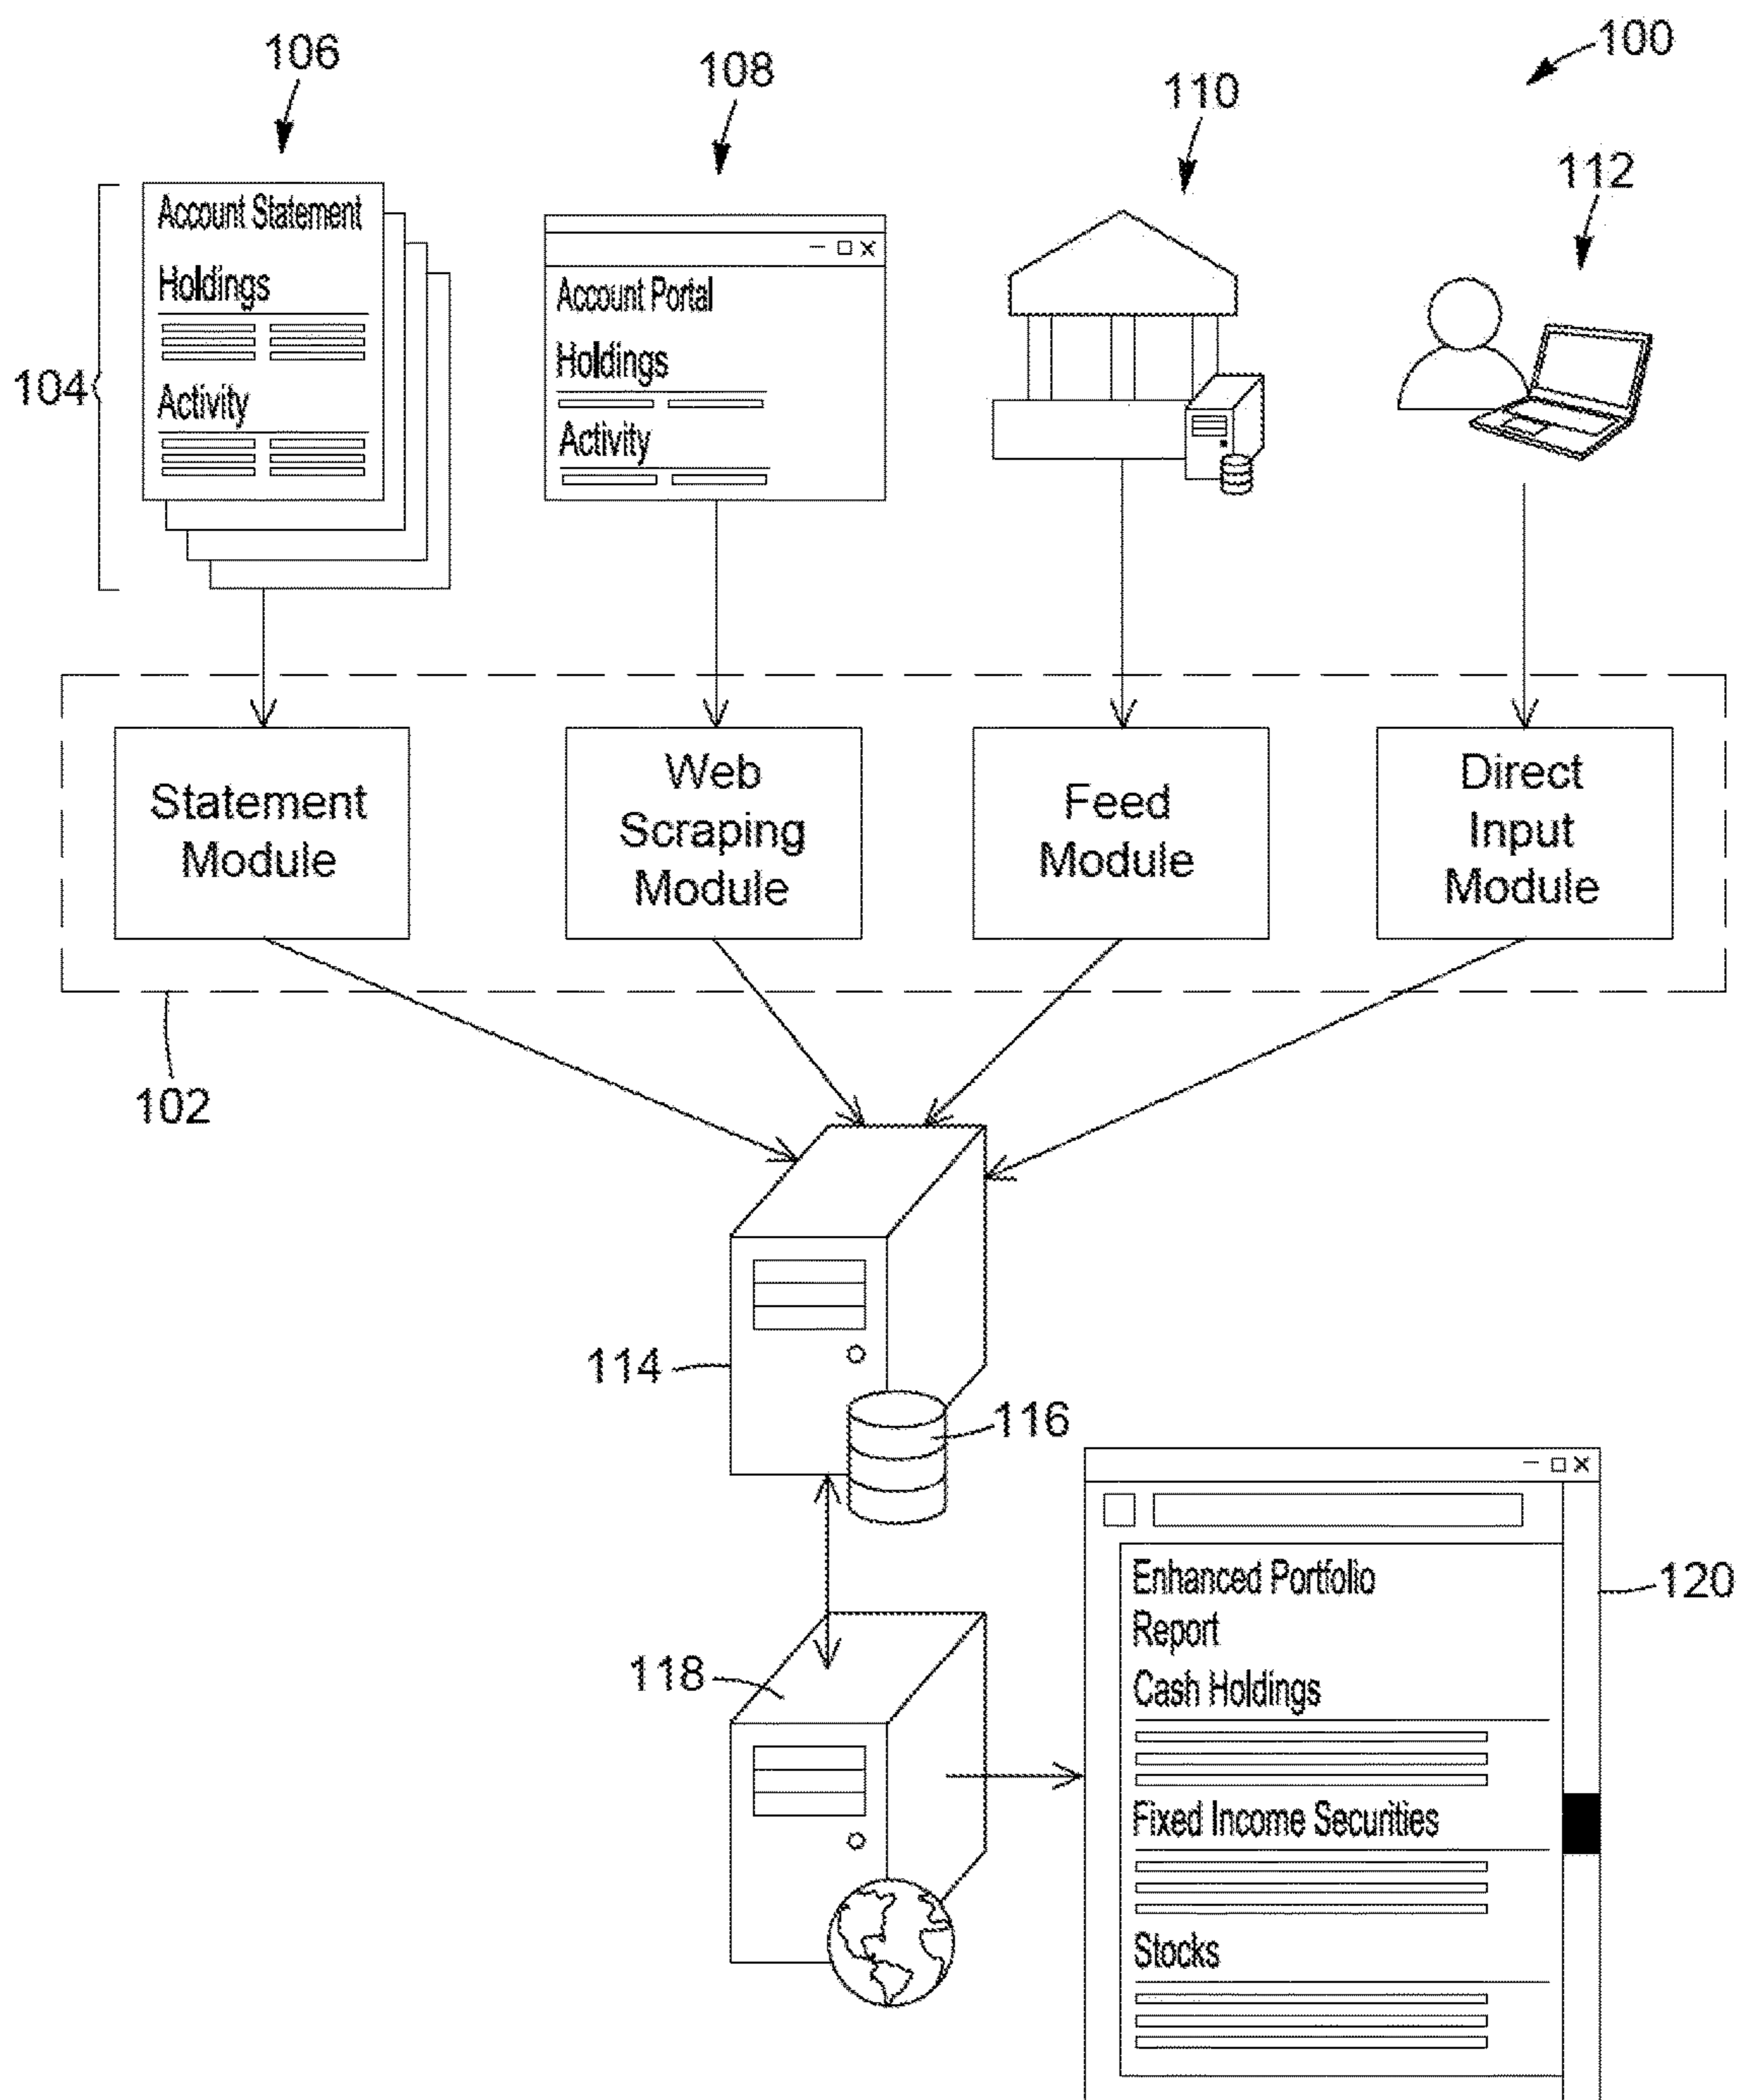 100
106
108
110
112
104
Account Statement
Holdings
Activity
Account Portal
Holdings
Activity
Statement
Module
Web
Scraping
Module
Feed
Module
Direct
Input
Module
102
114
116
118
120
Enhanced Portfolio
Report
Cash Holdings
Fixed Income Securities
Stocks